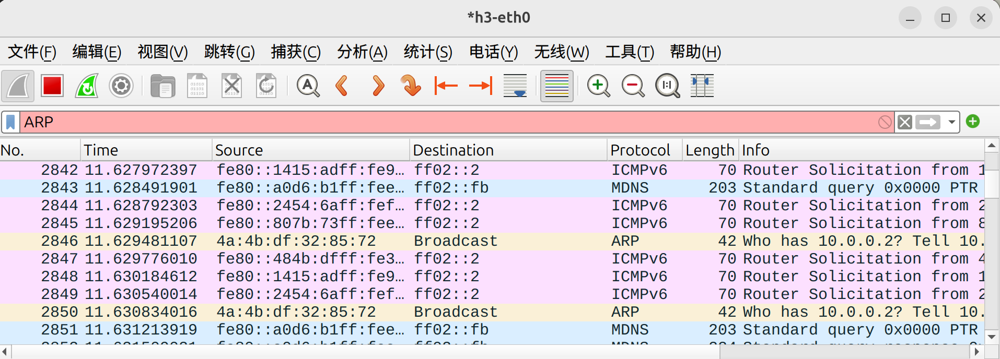 *h3-eth0
文件(F) 编辑(E) 视图(V) 跳转(G) 捕获(C) 分析(A) 统计(S) 电话(Y) 无线(W) 工具(T) 帮助(H)
ARP
No. Time Source Destination Protocol Length Info
2842 11.627972397 fe80::1415:adff:fe9… ff02::2 ICMPv6 70 Router Solicitation from 1
2843 11.628491901 fe80::a0d6:b1ff:fee… ff02::fb MDNS 203 Standard query 0x0000 PTR
2844 11.628792303 fe80::2454:6aff:fef… ff02::2 ICMPv6 70 Router Solicitation from 2
2845 11.629195206 fe80::807b:73ff:fee… ff02::2 ICMPv6 70 Router Solicitation from 8
2846 11.629481107 4a:4b:df:32:85:72 Broadcast ARP 42 Who has 10.0.0.2? Tell 10.
2847 11.629776010 fe80::484b:dfff:fe3… ff02::2 ICMPv6 70 Router Solicitation from 4
2848 11.630184612 fe80::1415:adff:fe9… ff02::2 ICMPv6 70 Router Solicitation from 1
2849 11.630540014 fe80::2454:6aff:fef… ff02::2 ICMPv6 70 Router Solicitation from 2
2850 11.630834016 4a:4b:df:32:85:72 Broadcast ARP 42 Who has 10.0.0.2? Tell 10.
2851 11.631213919 fe80::a0d6:b1ff:fee… ff02::fb MDNS 203 Standard query 0x0000 PTR